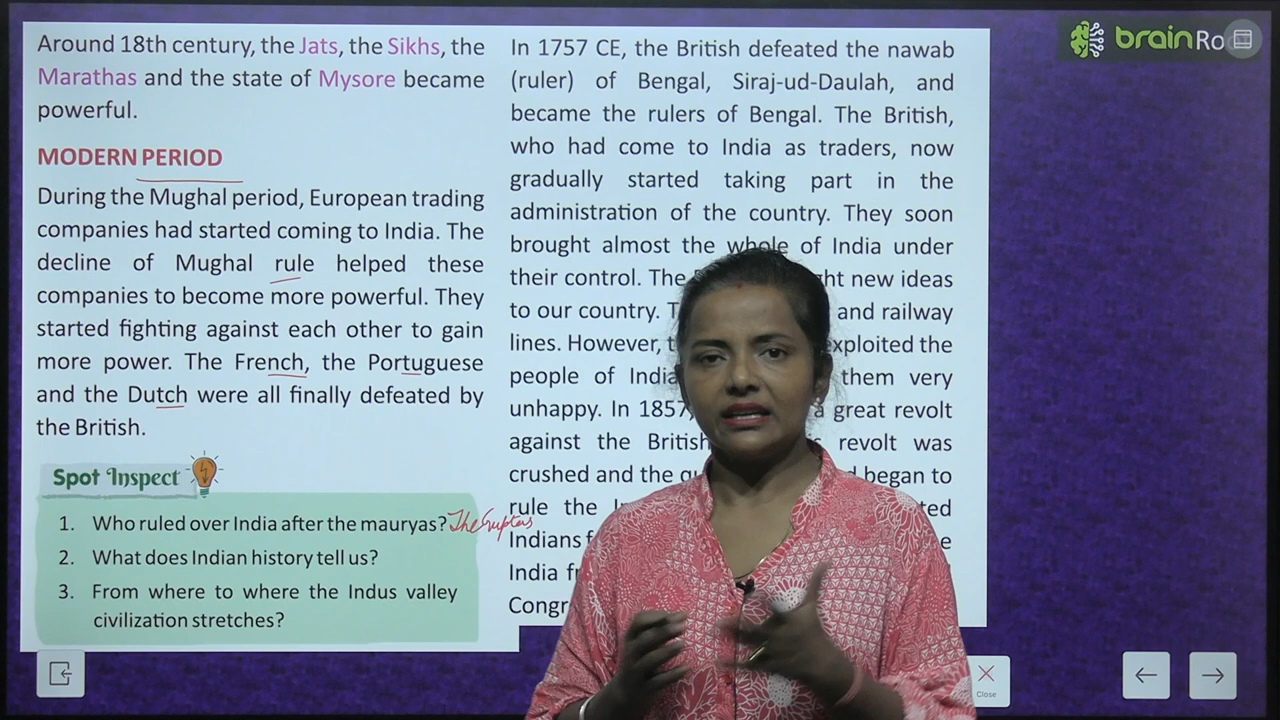 Around 18th century, the Jats, the Sikhs, the
Marathas and the state of Mysore became
powerful.
MODERN PERIOD
During the Mughal period, European trading
companies had started coming to India. The
decline of Mughal rule helped these
companies to become more powerful. They
started fighting against each other to gain
more power. The French, the Portuguese
and the Dutch were all finally defeated by
the British.
Spot Inspect
1. Who ruled over India after the mauryas? The Guptas
2. What does Indian history tell us?
3. From where to where the Indus valley
civilization stretches?
In 1757 CE, the British defeated the nawab
(ruler) of Bengal, Siraj-ud-Daulah, and
became the rulers of Bengal. The British,
who had come to India as traders, now
gradually started taking part in the
administration of the country. They soon
brought almost the whole of India under
their control. The new ideas
to our country. and railway
lines. However, exploited the
people of India them very
unhappy. In 1857, a great revolt
against the British revolt was
crushed and the began to
rule the
Indians
India
brain
Close